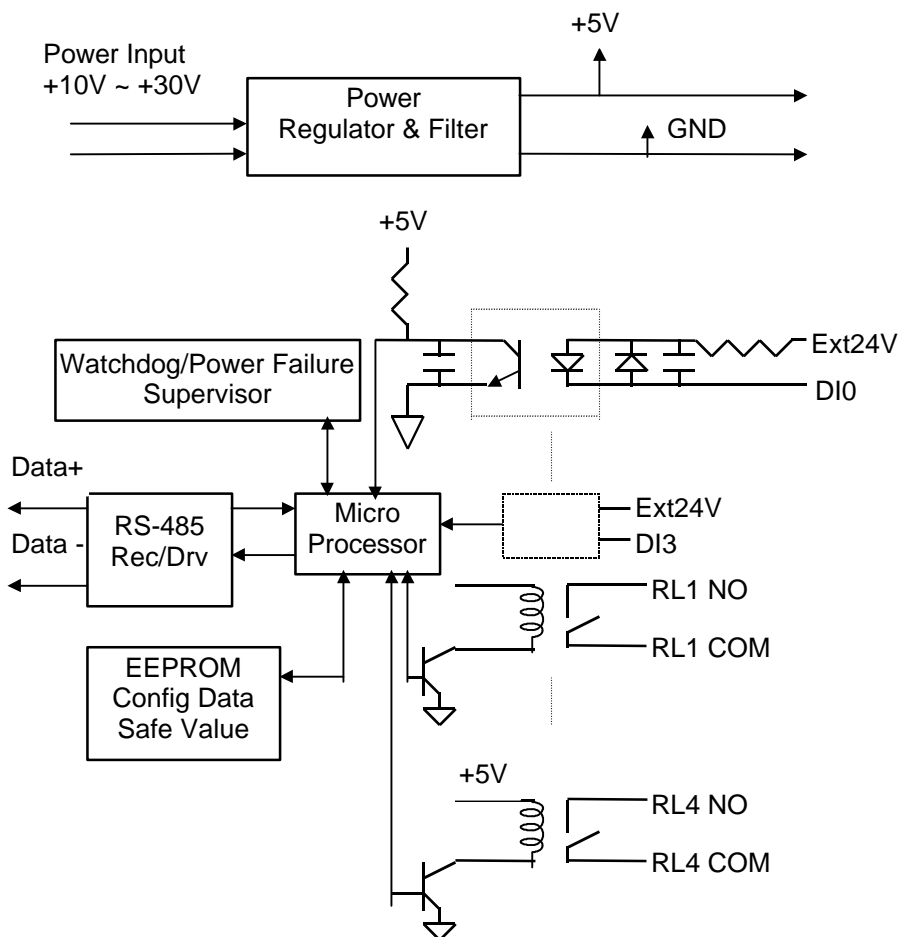 +5V
Power Input
+10V ~ +30V
Power
Regulator & Filter
GND
+5V
Ext24V
Watchdog/Power Failure
Supervisor
DI0
Data+
Data -
RS-485
Rec/Drv
Micro
Processor
Ext24V
DI3
RL1 NO
RL1 COM
EEPROM
Config Data
Safe Value
+5V
RL4 NO
RL4 COM